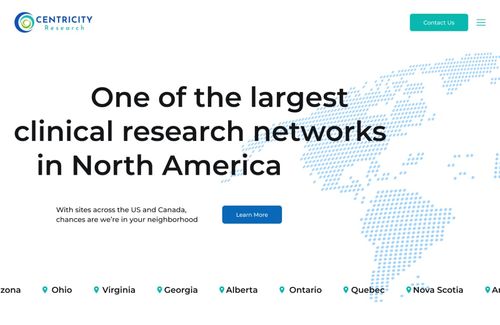 CENTRICITY
Research
Contact Us
One of the largest
clinical research networks
in North America
With sites across the US and Canada,
chances are we're in your neighborhood
Learn More
zona Ohio Virginia Georgia Alberta Ontario Quebec Nova Scotia Ar